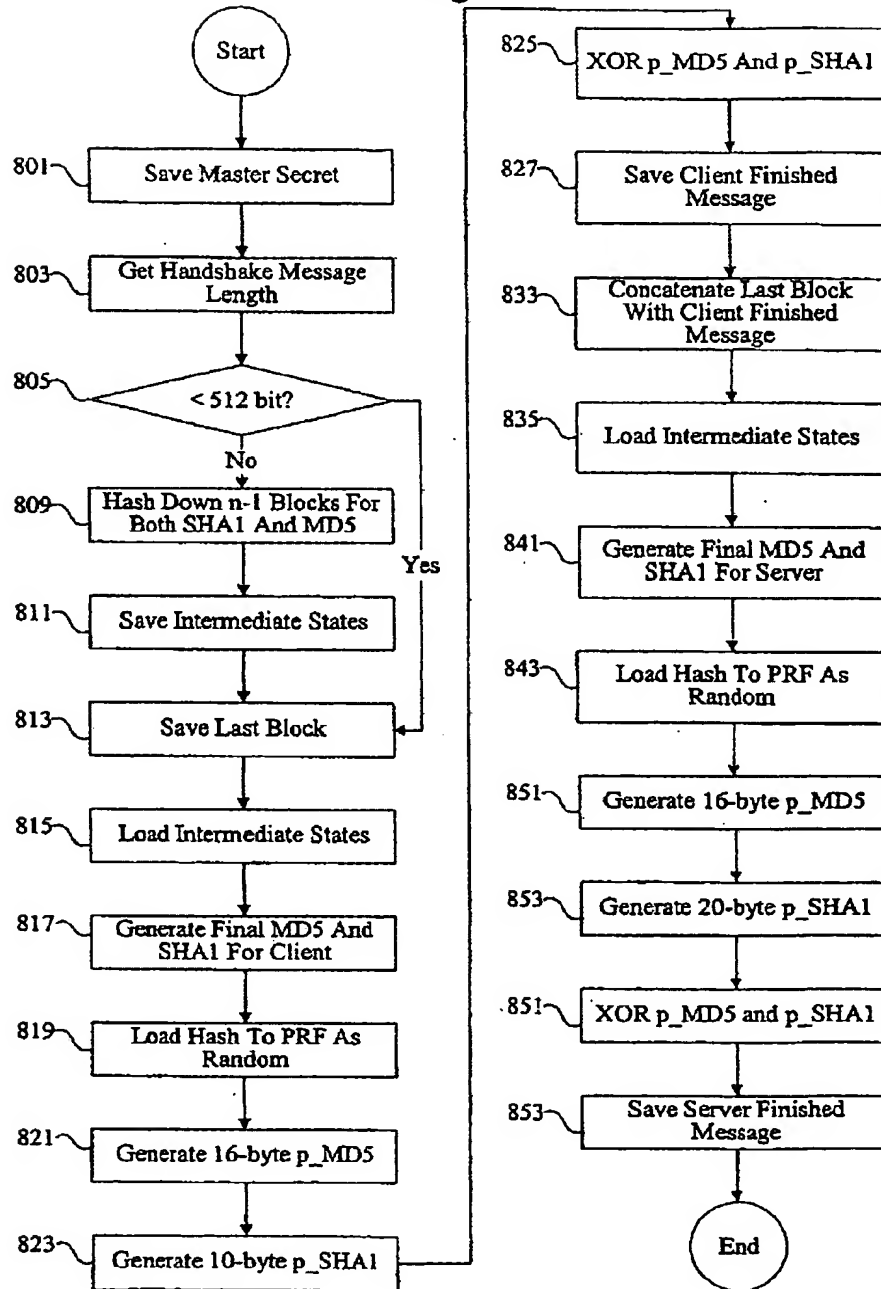 Start
801
Save Master Secret
803
Get Handshake Message
Length
805
< 512 bit?
No
Yes
809
Hash Down n-1 Blocks For
Both SHA1 And MD5
811
Save Intermediate States
813
Save Last Block
815
Load Intermediate States
817
Generate Final MD5 And
SHA1 For Client
819
Load Hash To PRF As
Random
821
Generate 16-byte p_MD5
823
Generate 10-byte p_SHA1
825
XOR p_MD5 And p_SHA1
827
Save Client Finished
Message
833
Concatenate Last Block
With Client Finished
Message
835
Load Intermediate States
841
Generate Final MD5 And
SHA1 For Server
843
Load Hash To PRF As
Random
851
Generate 16-byte p_MD5
853
Generate 20-byte p_SHA1
851
XOR p_MD5 and p_SHA1
853
Save Server Finished
Message
End